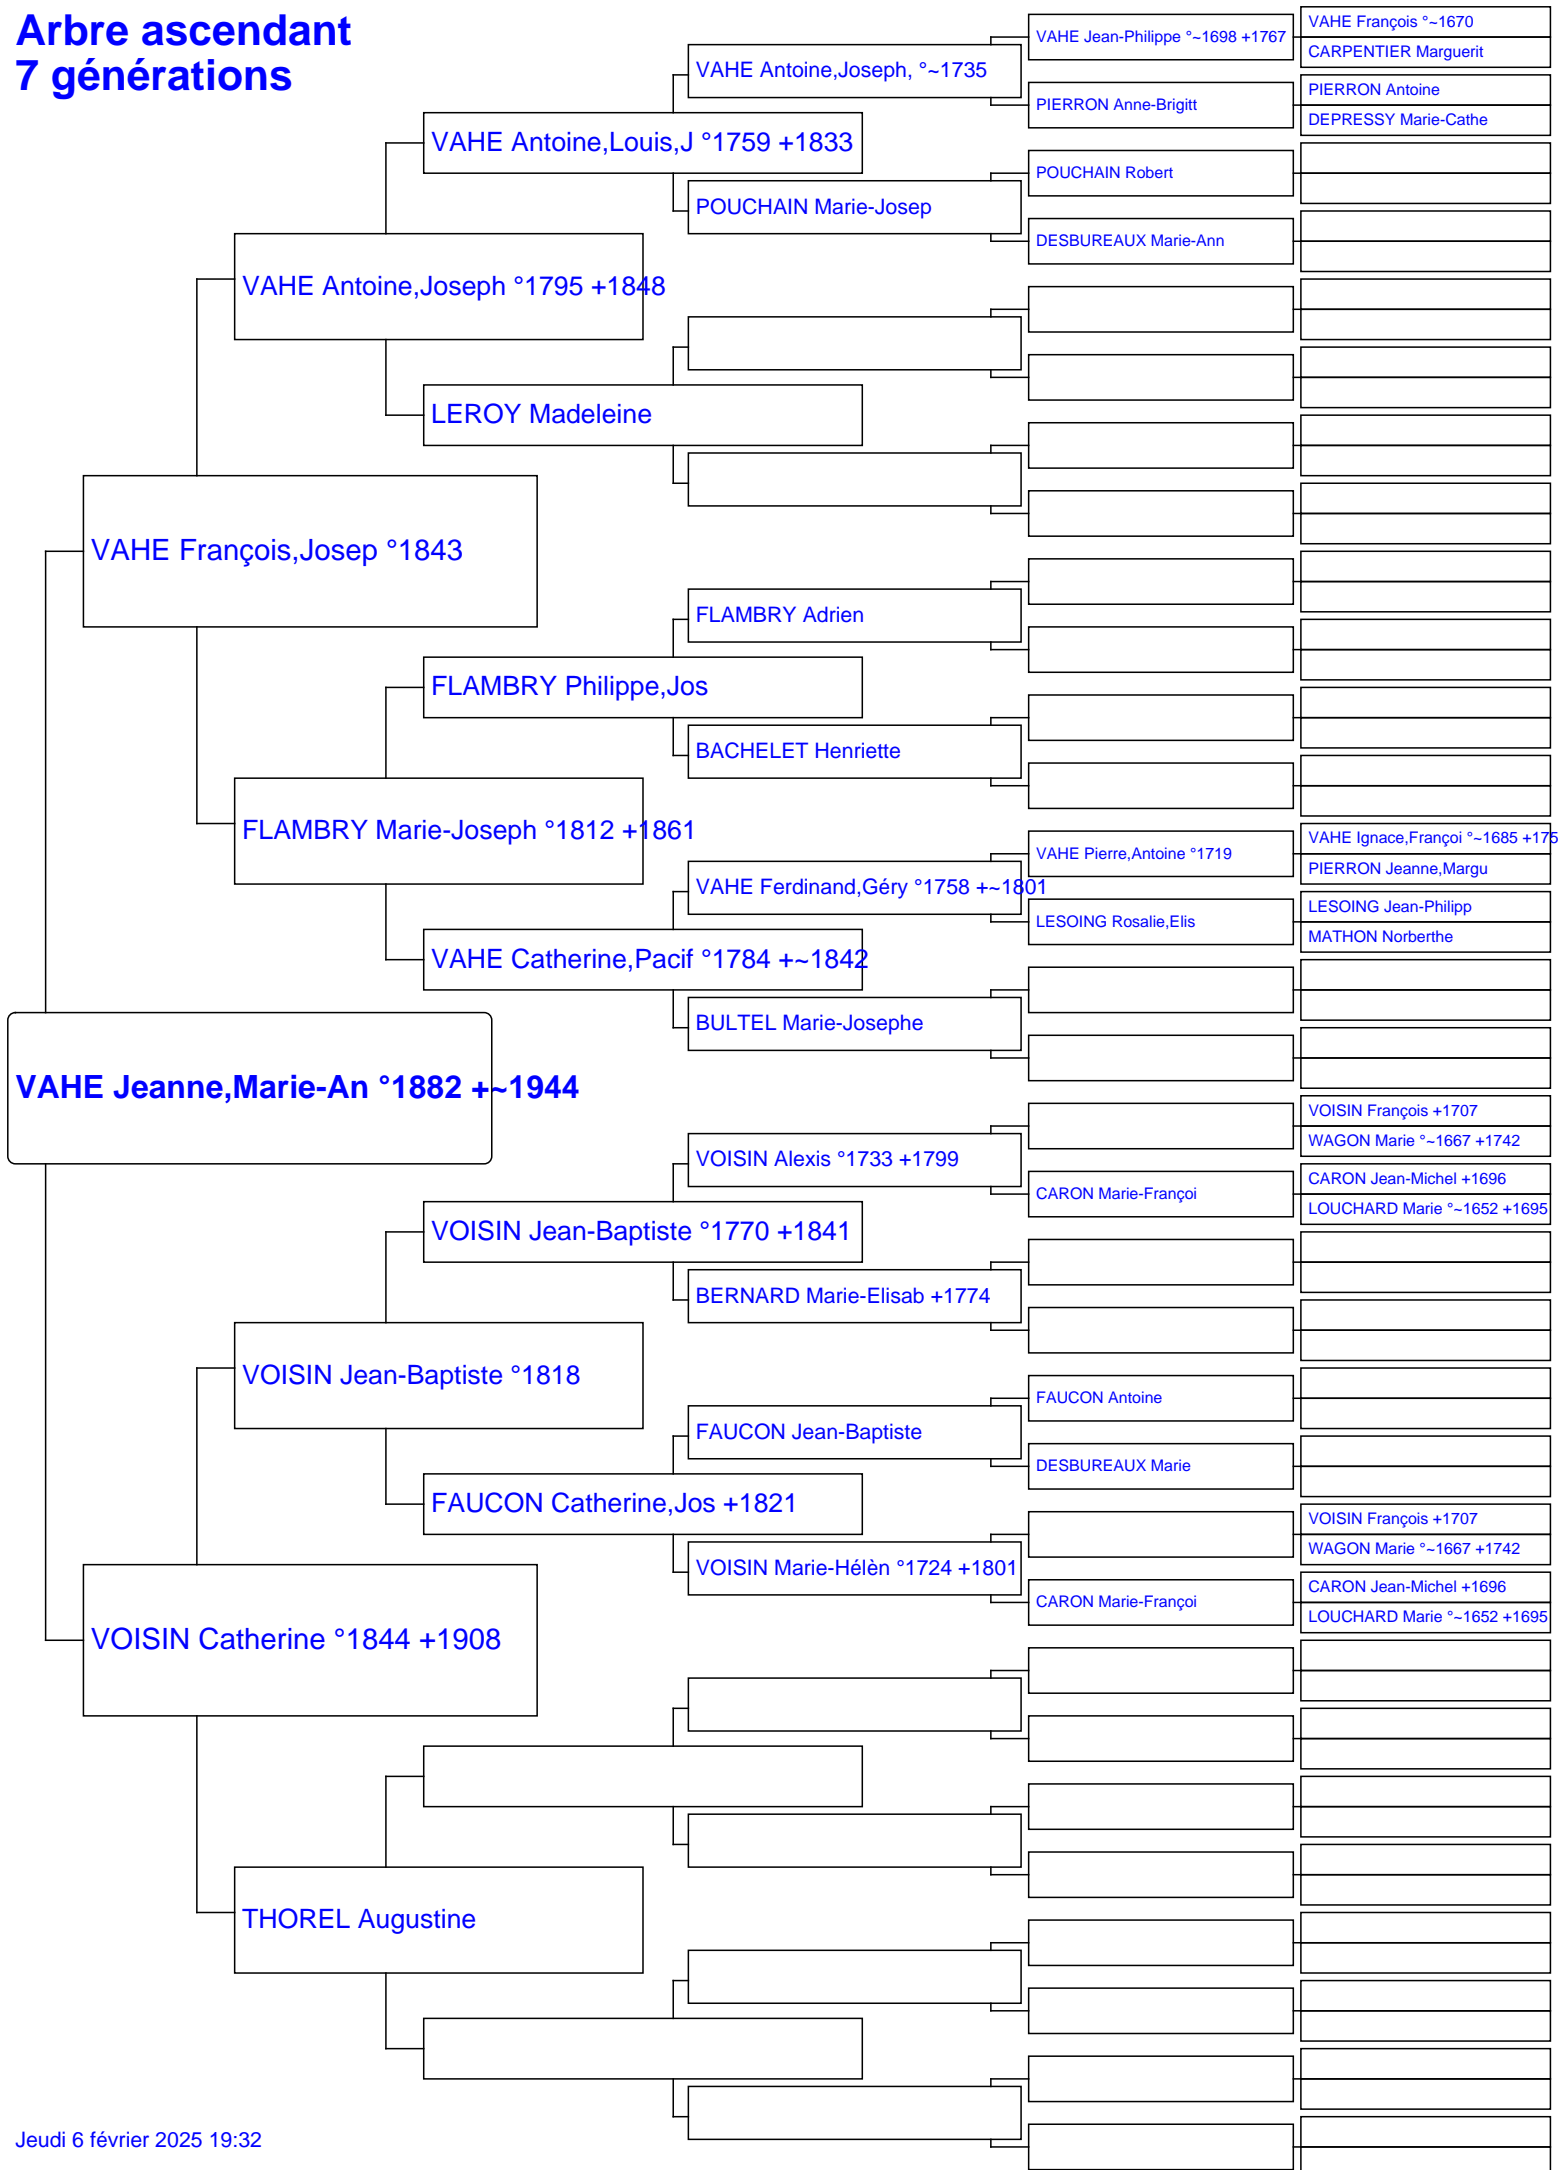 Arbre ascendant
7 générations
VAHE Jeanne,Marie-An °1882 +~1944
VAHE François,Josep °1843
VOISIN Catherine °1844 +1908
VAHE Antoine,Joseph °1795 +1848
FLAMBRY Marie-Joseph °1812 +1861
VOISIN Jean-Baptiste °1818
THOREL Augustine
VAHE Antoine,Louis,J °1759 +1833
LEROY Madeleine
FLAMBRY Philippe,Jos
VAHE Catherine,Pacif °1784 +~1842
VOISIN Jean-Baptiste °1770 +1841
FAUCON Catherine,Jos +1821
VAHE Antoine,Joseph, °~1735
POUCHAIN Marie-Josep
FLAMBRY Adrien
BACHELET Henriette
VAHE Ferdinand,Géry °1758 +~1801
BULTEL Marie-Josephe
VOISIN Alexis °1733 +1799
BERNARD Marie-Elisab +1774
FAUCON Jean-Baptiste
VOISIN Marie-Hélèn °1724 +1801
VAHE Jean-Philippe °~1698 +1767
PIERRON Anne-Brigitt
POUCHAIN Robert
DESBUREAUX Marie-Ann
VAHE Pierre,Antoine °1719
LESOING Rosalie,Elis
CARON Marie-Françoi
FAUCON Antoine
DESBUREAUX Marie
CARON Marie-Françoi
VAHE François °~1670
CARPENTIER Marguerit
PIERRON Antoine
DEPRESSY Marie-Cathe
VAHE Ignace,Françoi °~1685 +175
PIERRON Jeanne,Margu
LESOING Jean-Philipp
MATHON Norberthe
VOISIN François +1707
WAGON Marie °~1667 +1742
CARON Jean-Michel +1696
LOUCHARD Marie °~1652 +1695
VOISIN François +1707
WAGON Marie °~1667 +1742
CARON Jean-Michel +1696
LOUCHARD Marie °~1652 +1695
Jeudi 6 février 2025 19:32